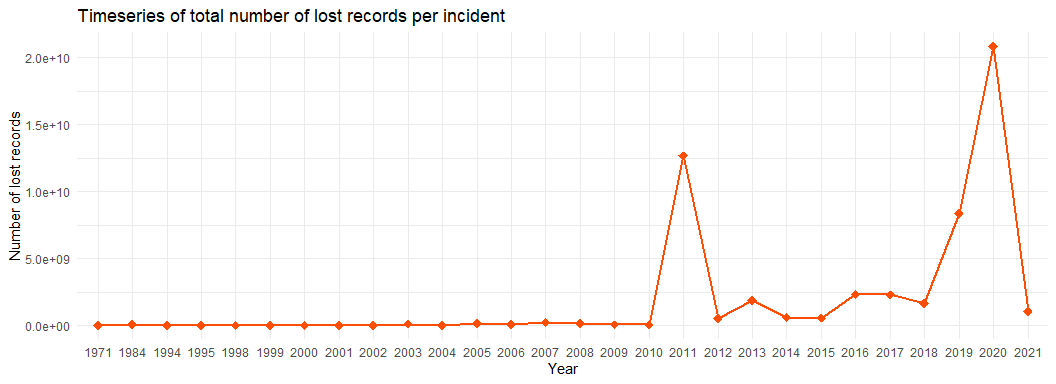 Timeseries of total number of lost records per incident
Number of lost records
2.0e+10
1.5e+10
1.0e+10
5.0e+09
0.0e+00
1971 1984 1994 1995 1998 1999 2000 2001 2002 2003 2004 2005 2006 2007 2008 2009 2010 2011 2012 2013 2014 2015 2016 2017 2018 2019 2020 2021
Year